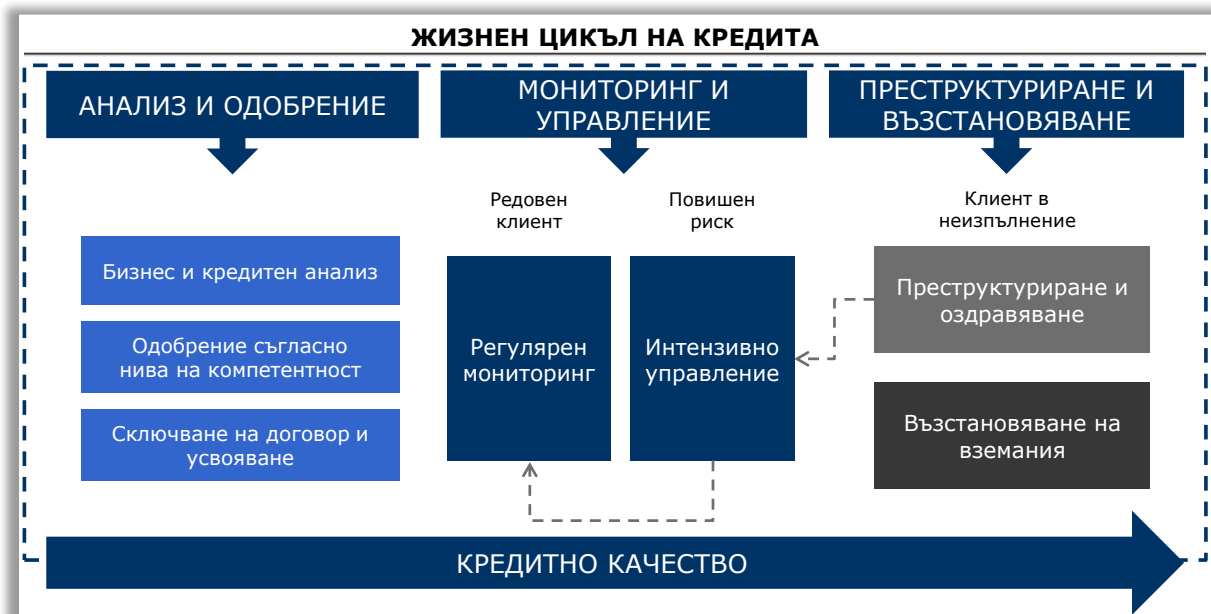 ЖИЗНЕН ЦИКЪЛ НА КРЕДИТА
АНАЛИЗ И ОДОБРЕНИЕ
МОНИТОРИНГ И
УПРАВЛЕНИЕ
ПРЕСТРУКТУРИРАНЕ И
ВЪЗСТАНОВЯВАНЕ
Бизнес и кредитен анализ
Одобрение съгласно
нива на компетентност
Сключване на договор и
усвояване
Редовен
клиент
Регулярен
мониторинг
Повишен
риск
Интензивно
управление
Клиент в
неизпълнение
Преструктуриране и
оздравяване
Възстановяване на
вземания
КРЕДИТНО КАЧЕСТВО